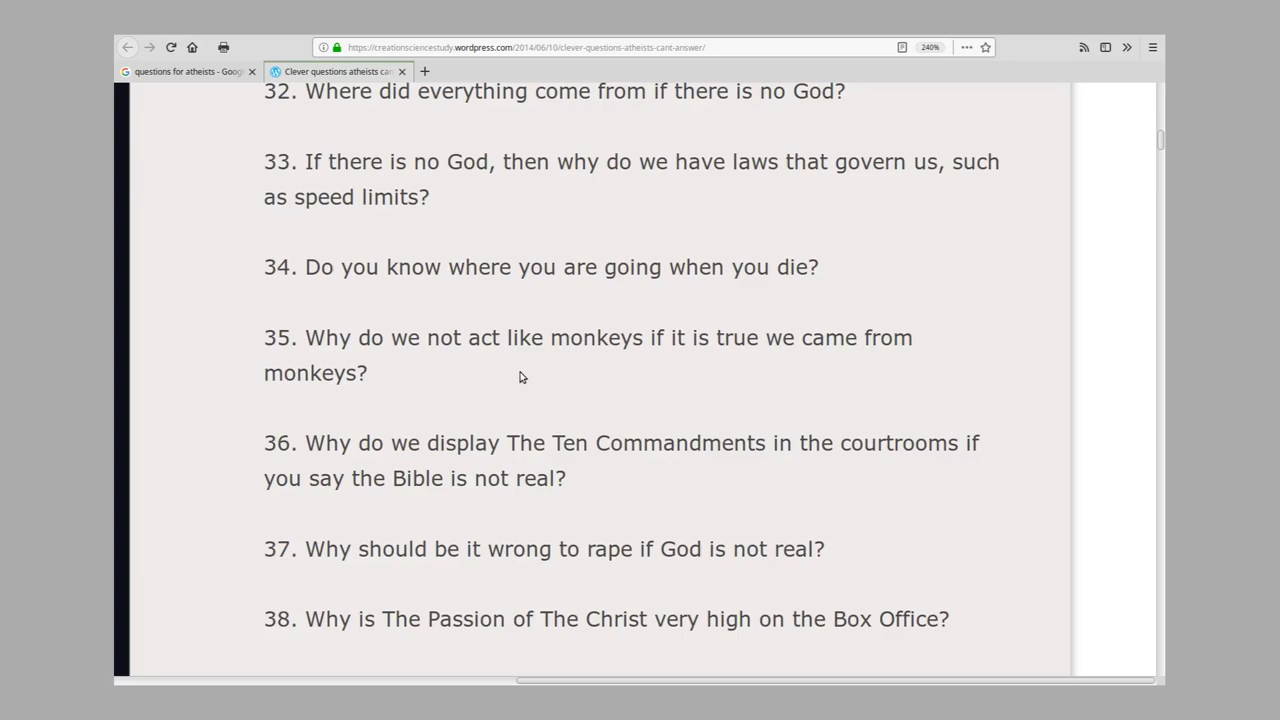 https://creationsciencestudy.wordpress.com/2014/06/10/clever-questions-atheists-cant-answer/
240%
questions for atheists - Goog
Clever questions atheists can
32. Where did everything come from if there is no God?
33. If there is no God, then why do we have laws that govern us, such
as speed limits?
34. Do you know where you are going when you die?
35. Why do we not act like monkeys if it is true we came from
monkeys?
36. Why do we display The Ten Commandments in the courtrooms if
you say the Bible is not real?
37. Why should be it wrong to rape if God is not real?
38. Why is The Passion of The Christ very high on the Box Office?